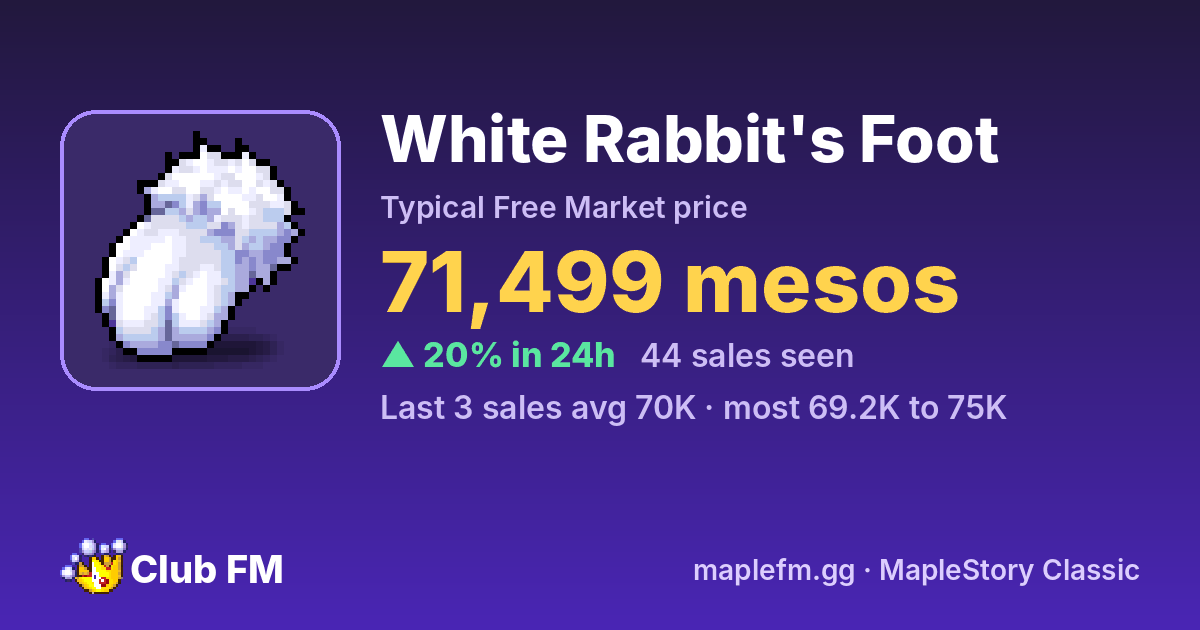 White Rabbit's Foot
Typical Free Market price
71,499 mesos
▲ 20% in 24h 44 sales seen
Last 3 sales avg 70K · most 69.2K to 75K
Club FM
maplefm.gg · MapleStory Classic